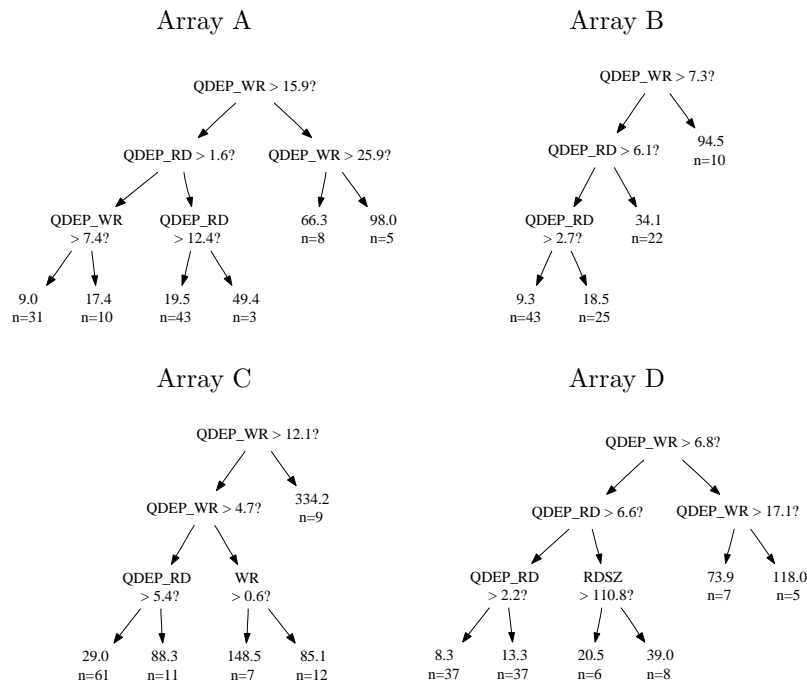 Array A
QDEP_WR > 15.9?
QDEP_RD > 1.6?
QDEP_WR > 25.9?
QDEP_WR
> 7.4?
QDEP_RD
> 12.4?
66.3
n=8
98.0
n=5
9.0
n=31
17.4
n=10
19.5
n=43
49.4
n=3
Array B
QDEP_WR > 7.3?
QDEP_RD > 6.1?
94.5
n=10
QDEP_RD
> 2.7?
34.1
n=22
9.3
n=43
18.5
n=25
Array C
QDEP_WR > 12.1?
QDEP_WR > 4.7?
334.2
n=9
QDEP_RD
> 5.4?
WR
> 0.6?
29.0
n=61
88.3
n=11
148.5
n=7
85.1
n=12
Array D
QDEP_WR > 6.8?
QDEP_RD > 6.6?
QDEP_WR > 17.1?
QDEP_RD
> 2.2?
RDSZ
> 110.8?
73.9
n=7
118.0
n=5
8.3
n=37
13.3
n=37
20.5
n=6
39.0
n=8